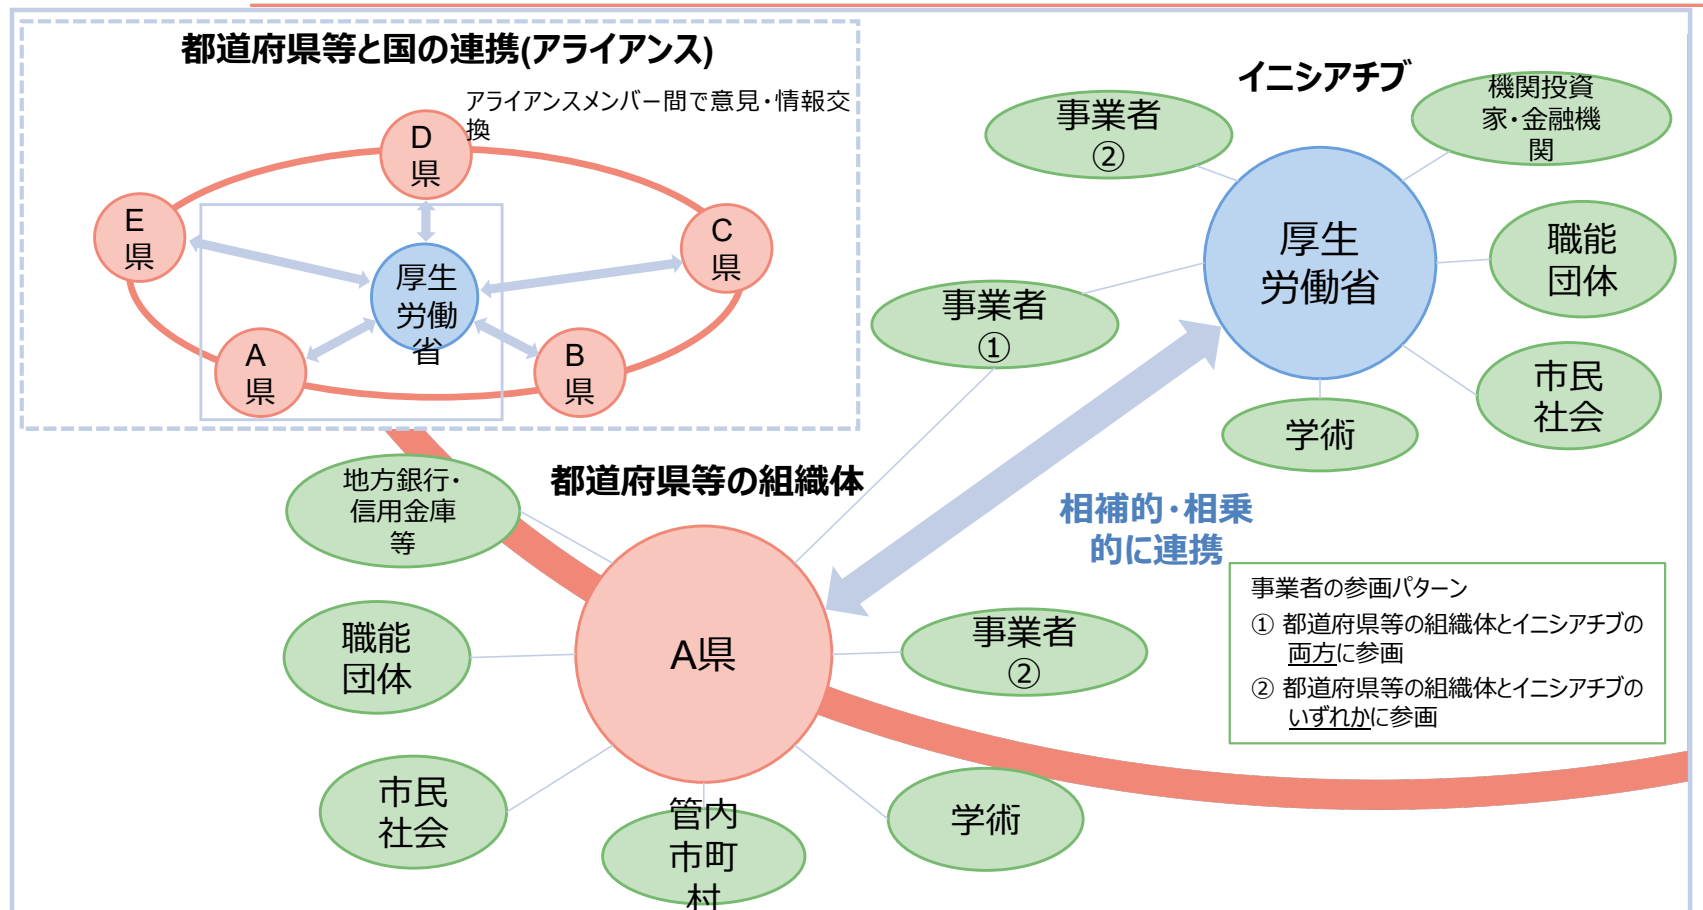 都道府県等と国の連携(アライアンス)
アライアンスメンバー間で意見・情報交
換
D
県
E
県
C
県
厚生
労働
省
A
県
B
県
イニシアチブ
事業者
②
機関投資
家・金融機
関
厚生
労働省
職能
団体
事業者
①
市民
社会
学術
相補的・相乗
的に連携
都道府県等の組織体
地方銀行・
信用金庫
等
A県
職能
団体
事業者
②
市民
社会
管内
市町
村
学術
事業者の参画パターン
① 都道府県等の組織体とイニシアチブの
両方に参画
② 都道府県等の組織体とイニシアチブの
いずれかに参画